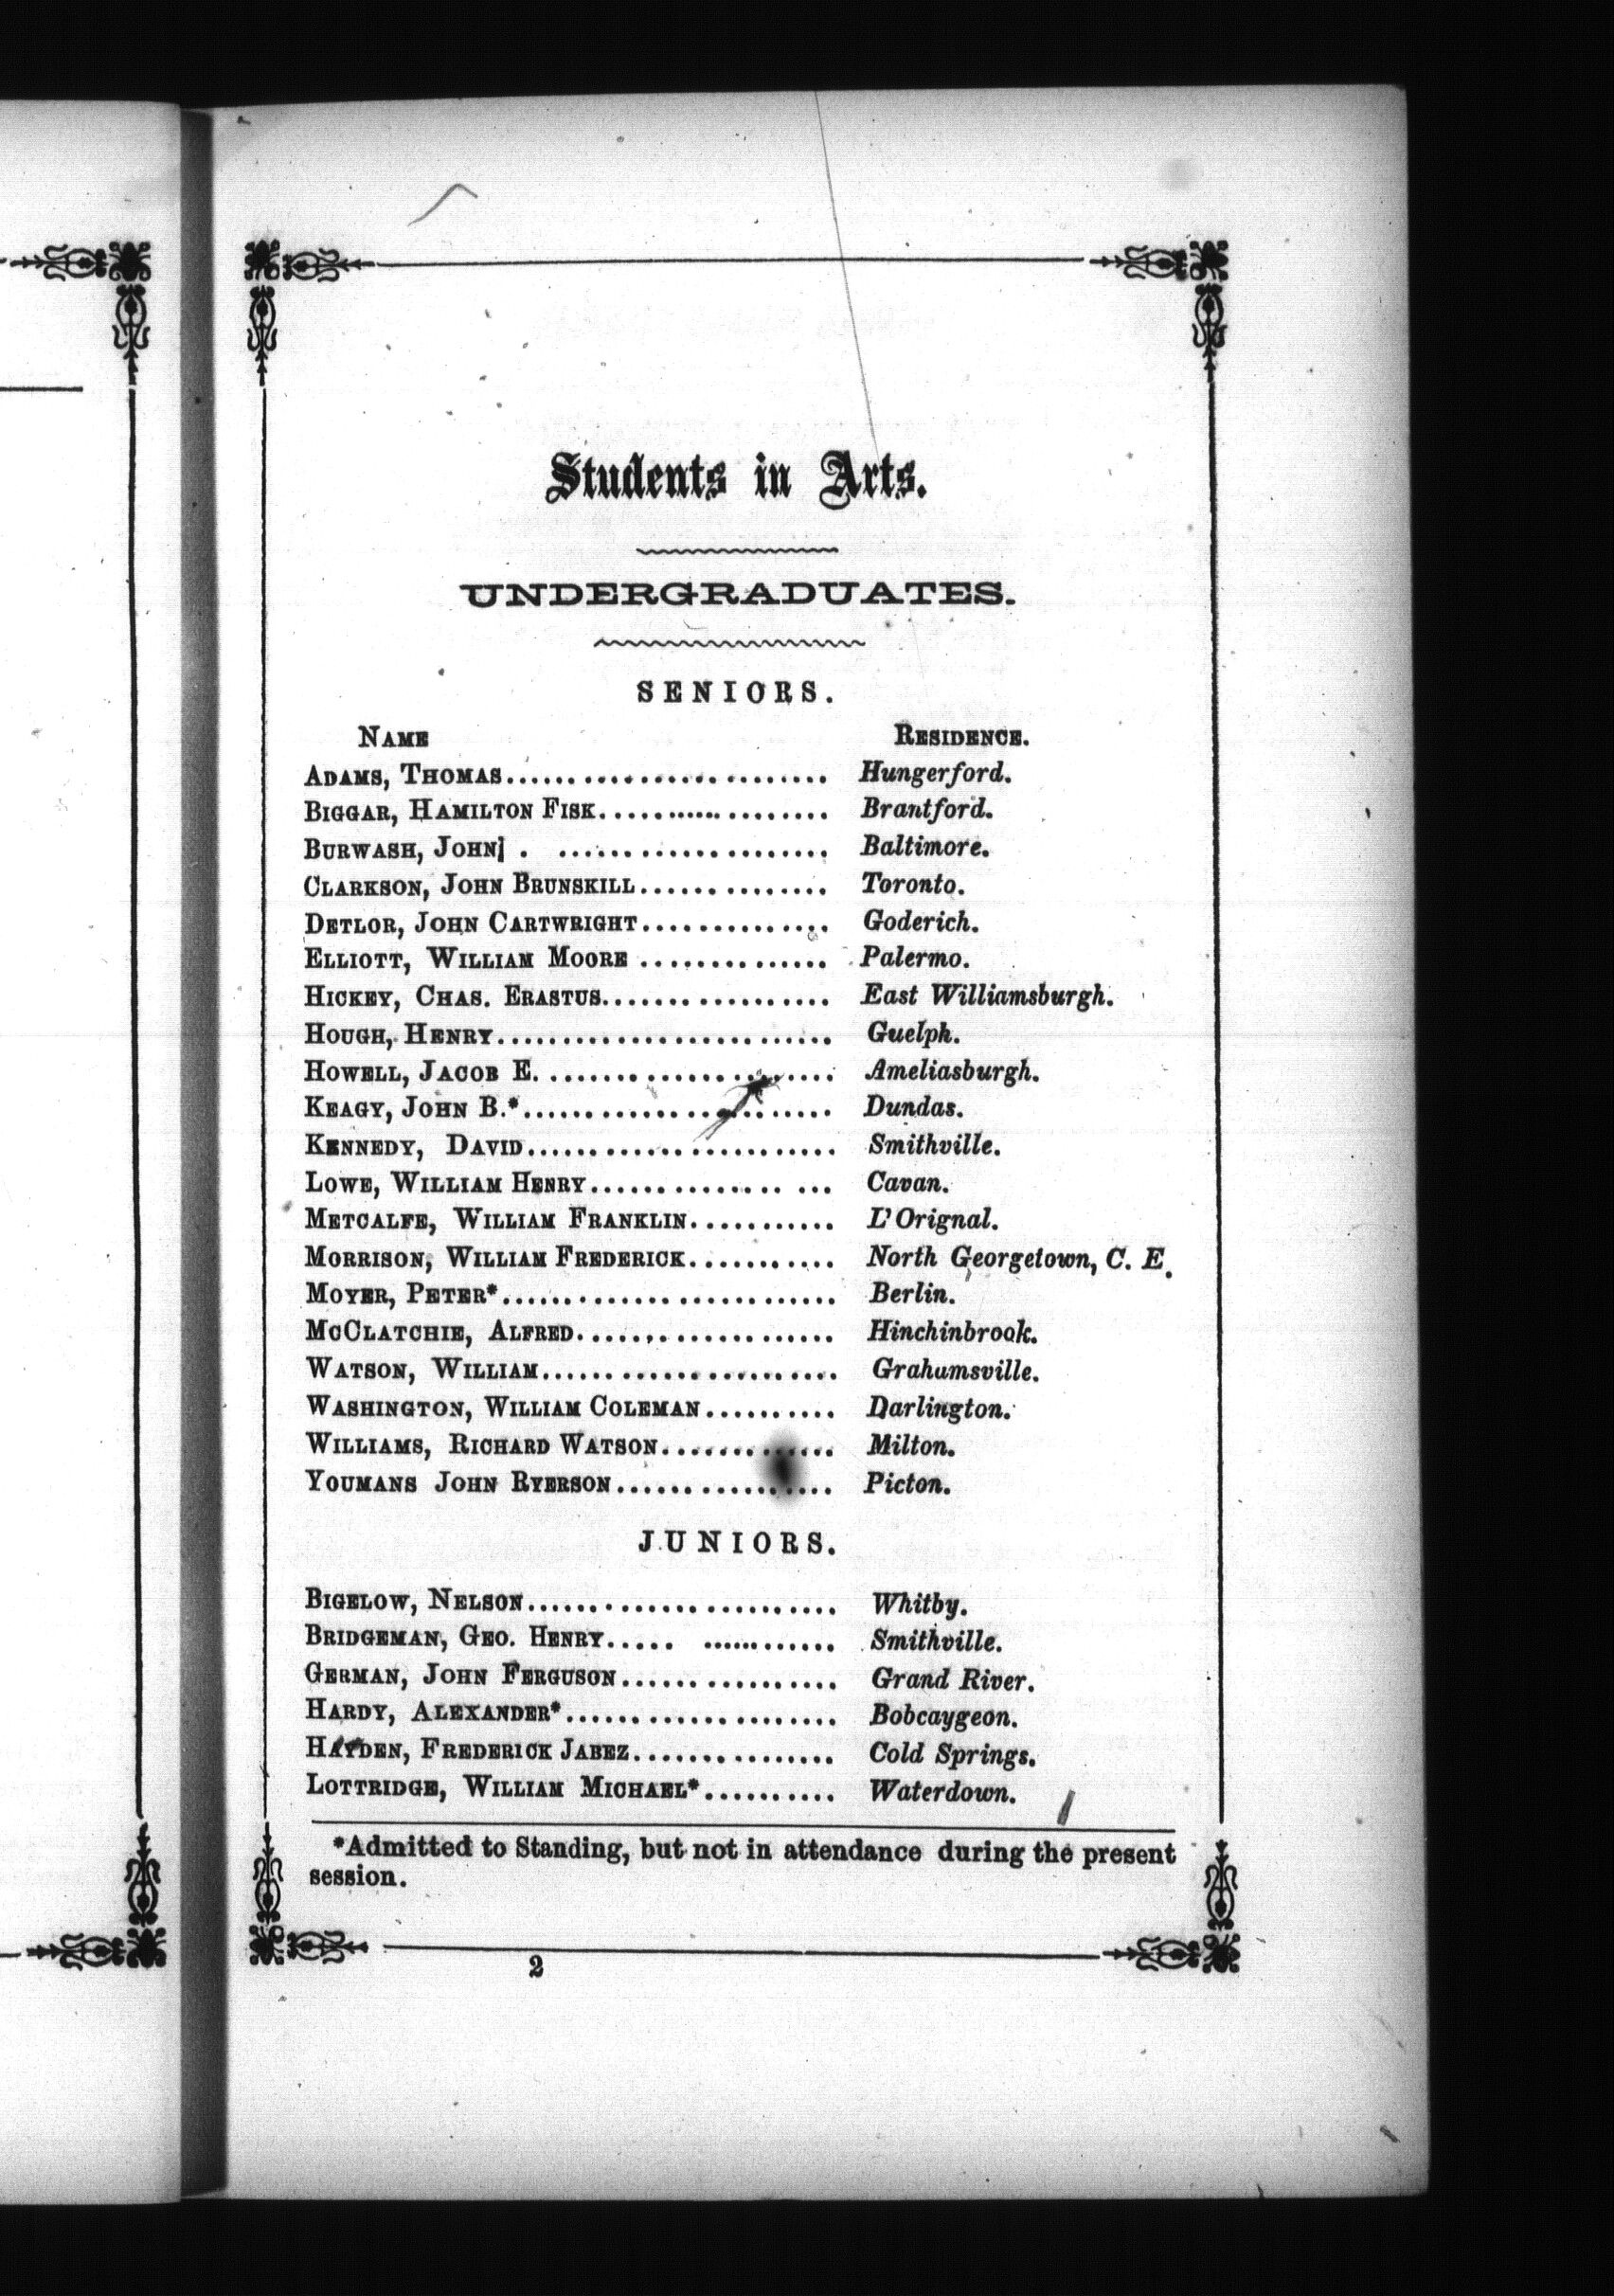 Students in Arts.
UNDERGRADUATES.
SENIORS.
NAME RESIDENCE.
ADAMS, THOMAS.............................. Hungerford.
BIGGAR, HAMILTON FISK..................... Brantford.
BURWASH, JOHN . ........................ Baltimore.
CLARKSON, JOHN BRUNSKILL.............. Toronto.
DETLOR, JOHN CARTWRIGHT.............. Goderich.
ELLIOTT, WILLIAM MOORE .............. Palermo.
HICKEY, CHAS. ERASTUS.................. East Williamsburgh.
HOUGH, HENRY.......................... Guelph.
HOWELL, JACOB E. ...................... Ameliasburgh.
KEAGY, JOHN B.*........................ Dundas.
KENNEDY, DAVID........................ Smithville.
LOWE, WILLIAM HENRY............... ... Cavan.
METCALFE, WILLIAM FRANKLIN........... L'Orignal.
MORRISON, WILLIAM FREDERICK........... North Georgetown, C. E.
MOYER, PETER*.......................... Berlin.
MCCLATCHIE, ALFRED.................... Hinchinbrook.
WATSON, WILLIAM....................... Grahamsville.
WASHINGTON, WILLIAM COLEMAN.......... Darlington.
WILLIAMS, RICHARD WATSON.............. Milton.
YOUMANS JOHN RYERSON.................. Picton.
JUNIORS.
BIGELOW, NELSON........................ Whitby.
BRIDGEMAN, GEO. HENRY..... ............ Smithville.
GERMAN, JOHN FERGUSON................ Grand River.
HARDY, ALEXANDER*..................... Bobcaygeon.
HAYDEN, FREDERICK JABEZ............... Cold Springs.
LOTTRIDGE, WILLIAM MICHAEL*.......... Waterdown.
*Admitted to Standing, but not in attendance during the present
session.
2